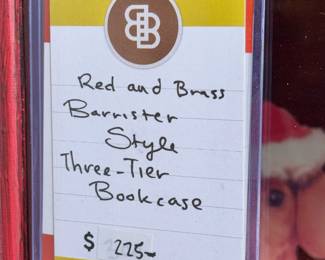 B B
Red and Brass
Barrister
Style
Three-Tier
Bookcase
$ 225-